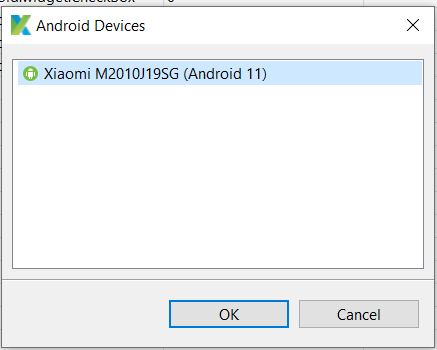 Android Devices
Xiaomi M2010J19SG (Android 11)
OK
Cancel